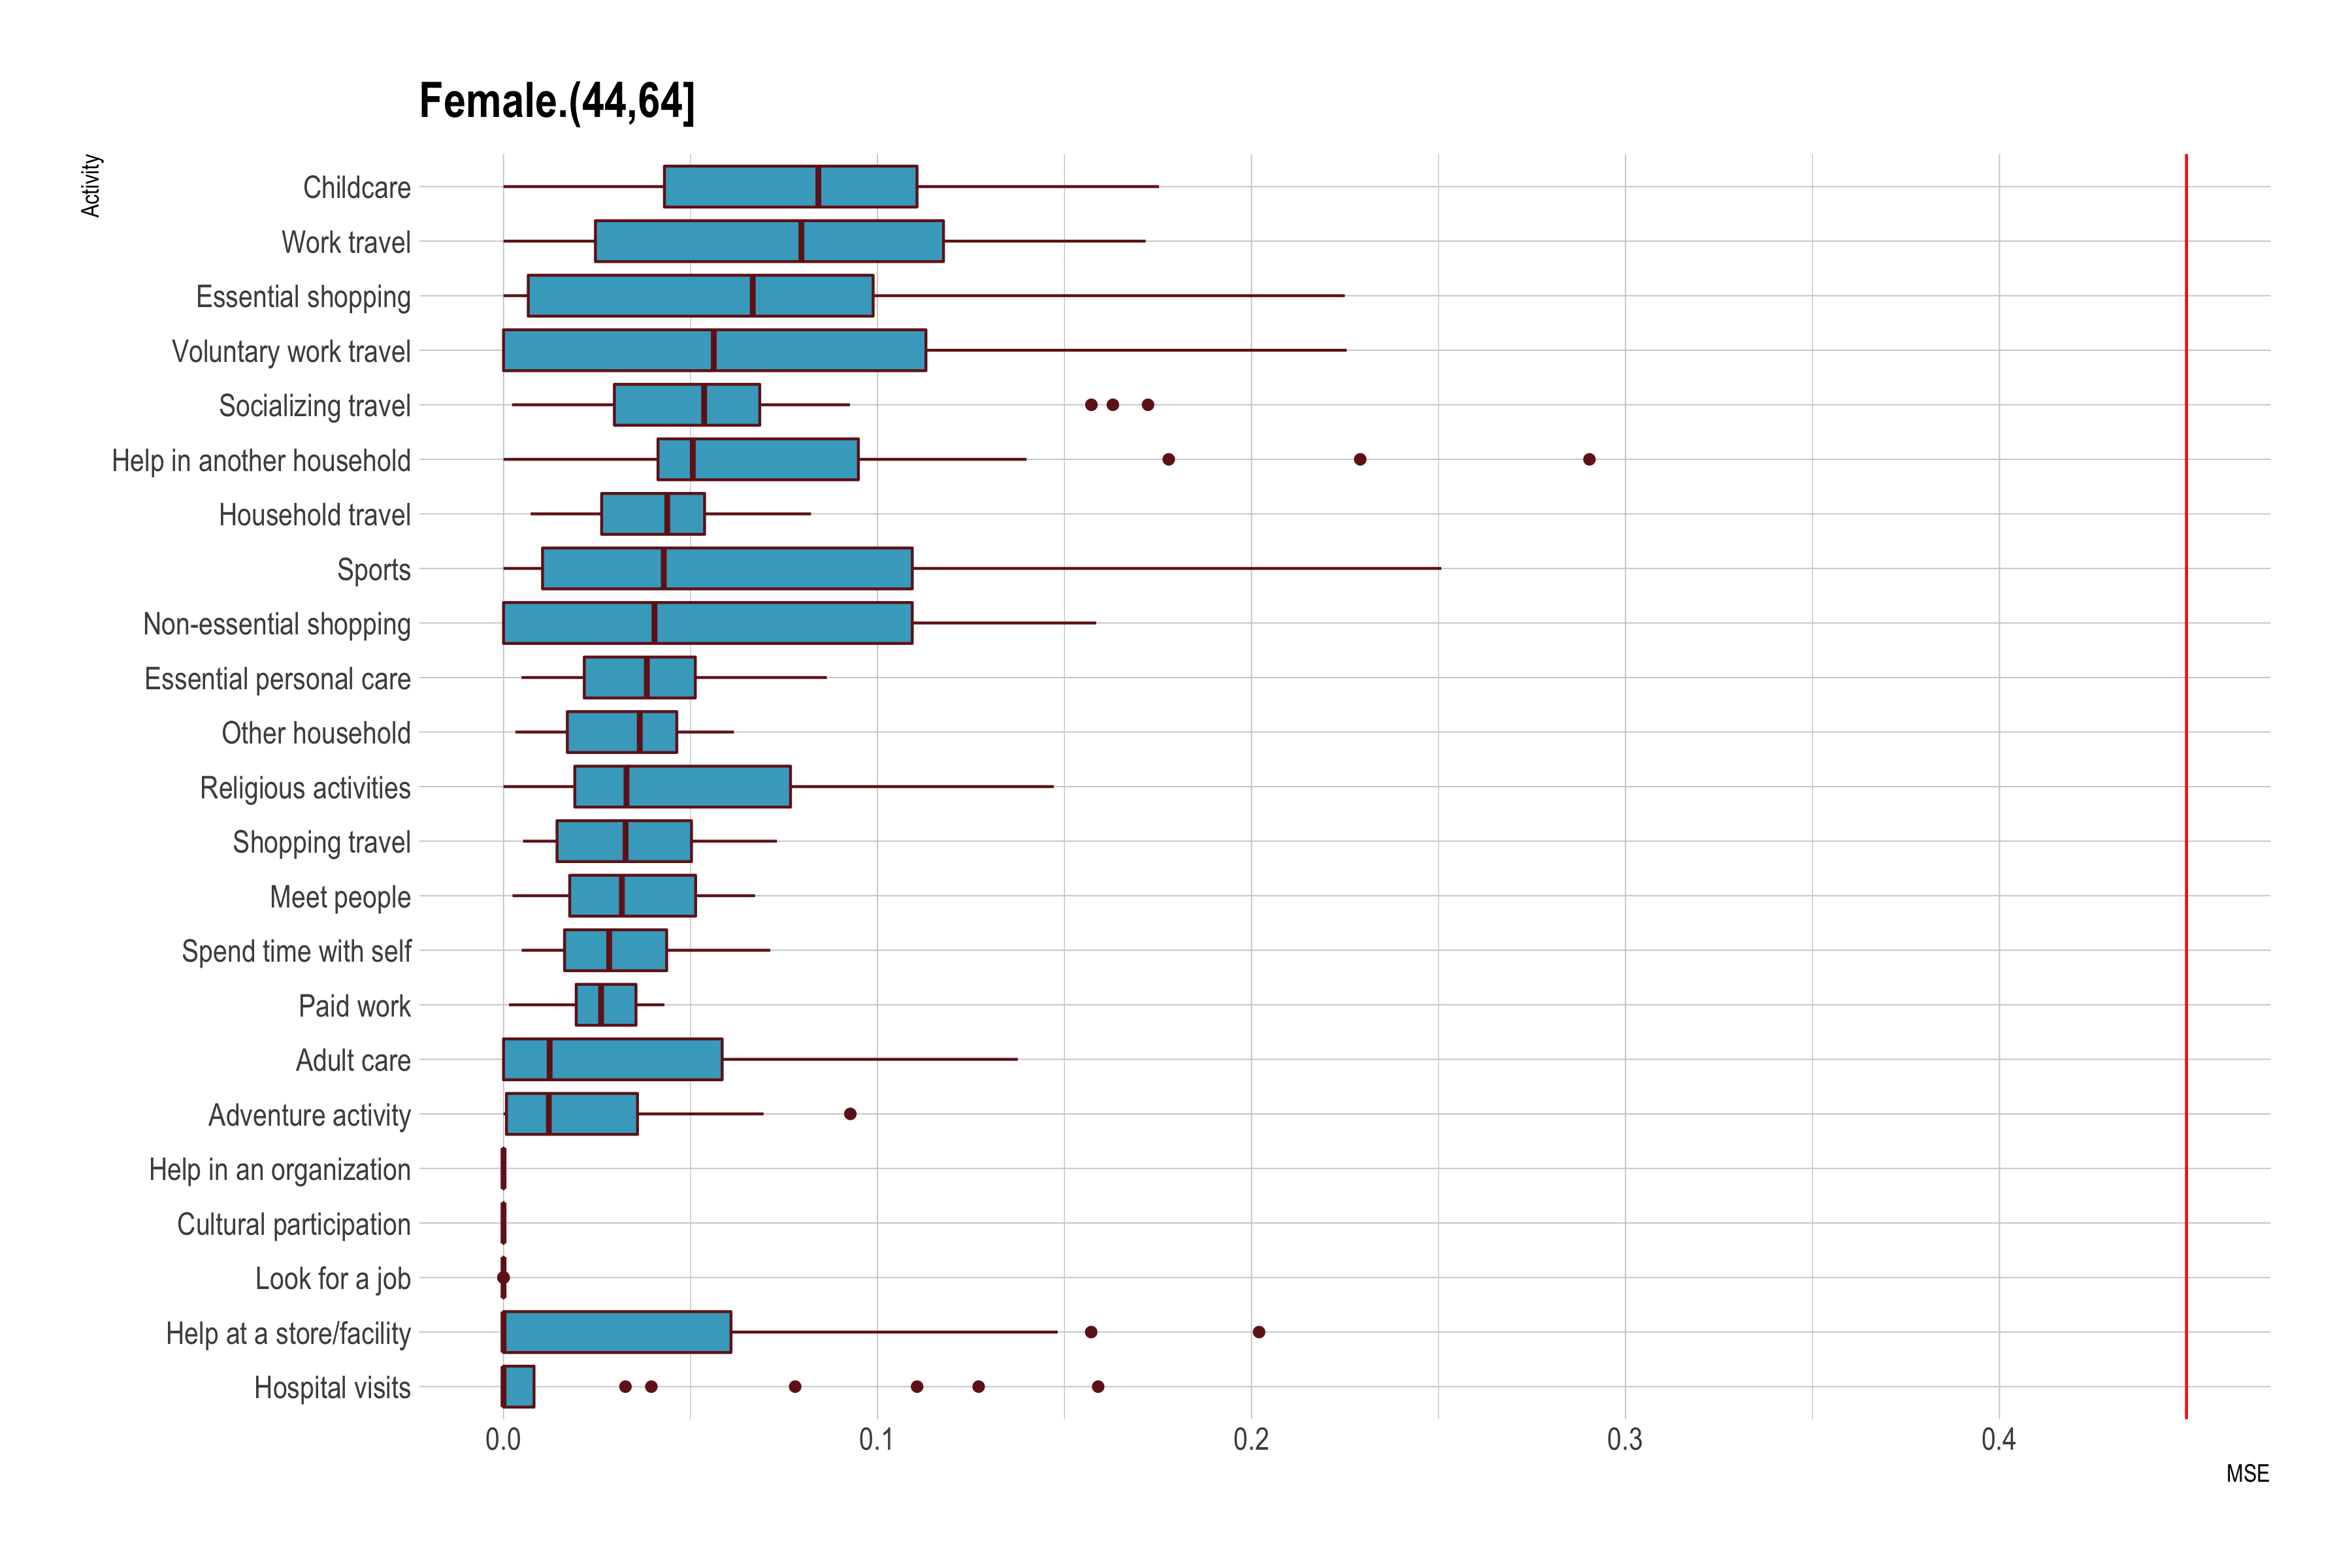 Female.(44,64]
Activity
Childcare
Work travel
Essential shopping
Voluntary work travel
Socializing travel
Help in another household
Household travel
Sports
Non-essential shopping
Essential personal care
Other household
Religious activities
Shopping travel
Meet people
Spend time with self
Paid work
Adult care
Adventure activity
Help in an organization
Cultural participation
Look for a job
Help at a store/facility
Hospital visits
0.0 0.1 0.2 0.3 0.4
MSE